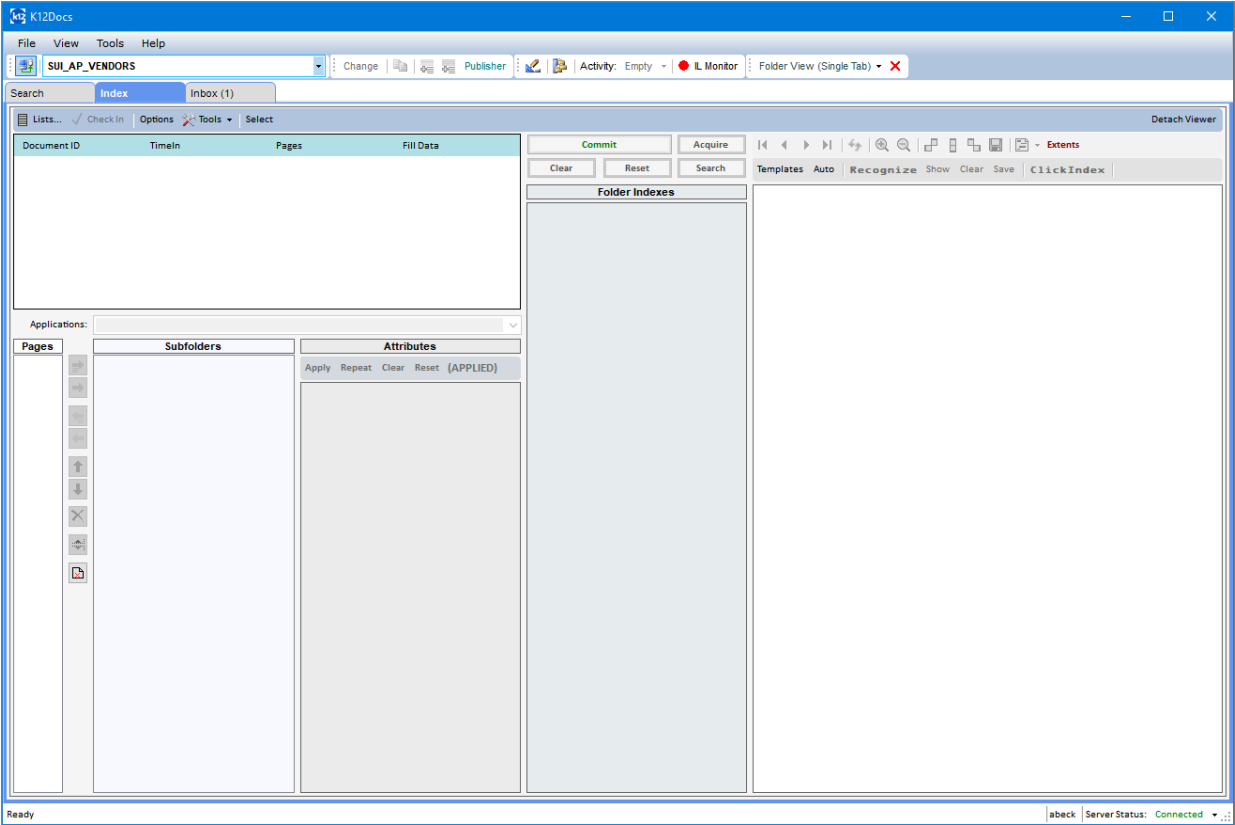 k12 K12Docs
File View Tools Help
SUI_AP_VENDORS Change Publisher Activity: Empty IL Monitor Folder View (Single Tab)
Search Index Inbox (1)
Lists... Check In Options Tools Select Detach Viewer
Document ID TimeIn Pages Fill Data
Commit Acquire Extents
Clear Reset Search Templates Auto Recognize Show Clear Save ClickIndex
Folder Indexes
Applications:
Pages Subfolders Attributes
Apply Repeat Clear Reset (APPLIED)
Ready abeck Server Status: Connected